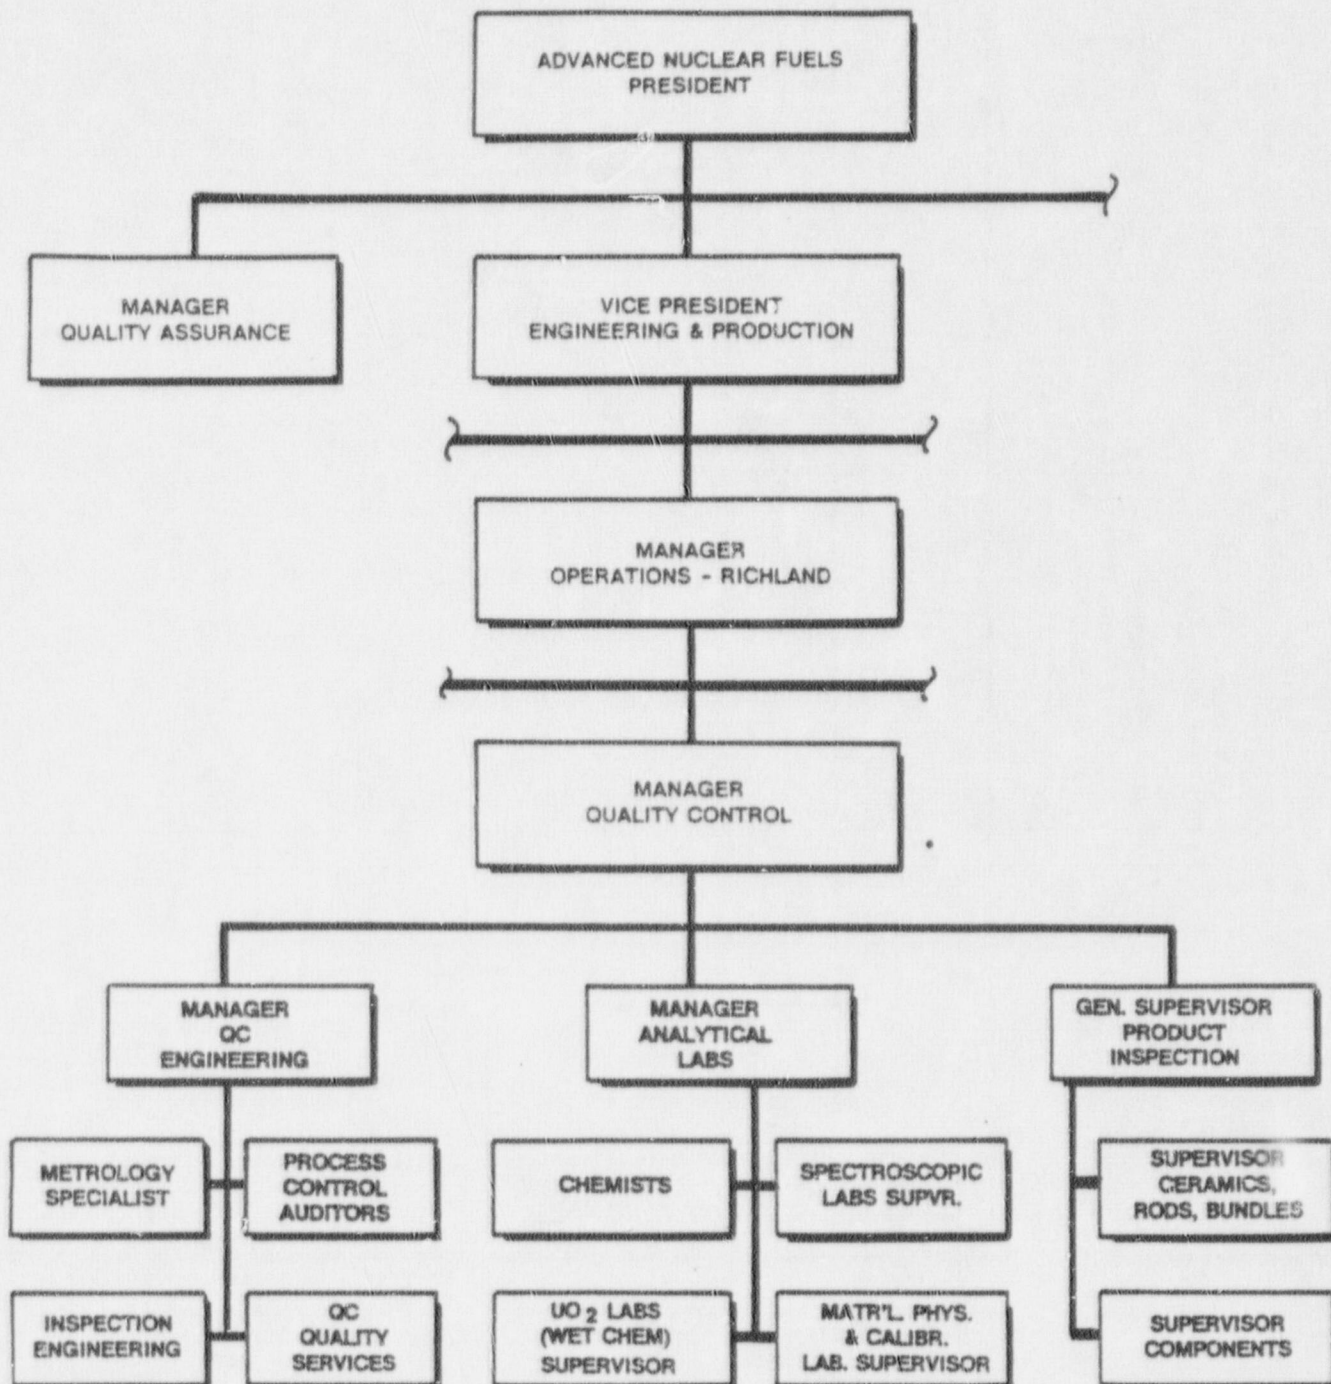 ADVANCED NUCLEAR FUELS
PRESIDENT
MANAGER
QUALITY ASSURANCE
VICE PRESIDENT
ENGINEERING & PRODUCTION
MANAGER
OPERATIONS - RICHLAND
MANAGER
QUALITY CONTROL
MANAGER
QC
ENGINEERING
MANAGER
ANALYTICAL
LABS
GEN. SUPERVISOR
PRODUCT
INSPECTION
METROLOGY
SPECIALIST
PROCESS
CONTROL
AUDITORS
CHEMISTS
SPECTROSCOPIC
LABS SUPVR.
SUPERVISOR
CERAMICS,
RODS, BUNDLES
INSPECTION
ENGINEERING
QC
QUALITY
SERVICES
UO2 LABS
(WET CHEM)
SUPERVISOR
MATR'L. PHYS.
& CALIBR.
LAB. SUPERVISOR
SUPERVISOR
COMPONENTS